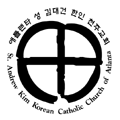 애틀랜타 성 김대건 한인 천주교회
St. Andrew Kim Korean Catholic Church of Atlanta